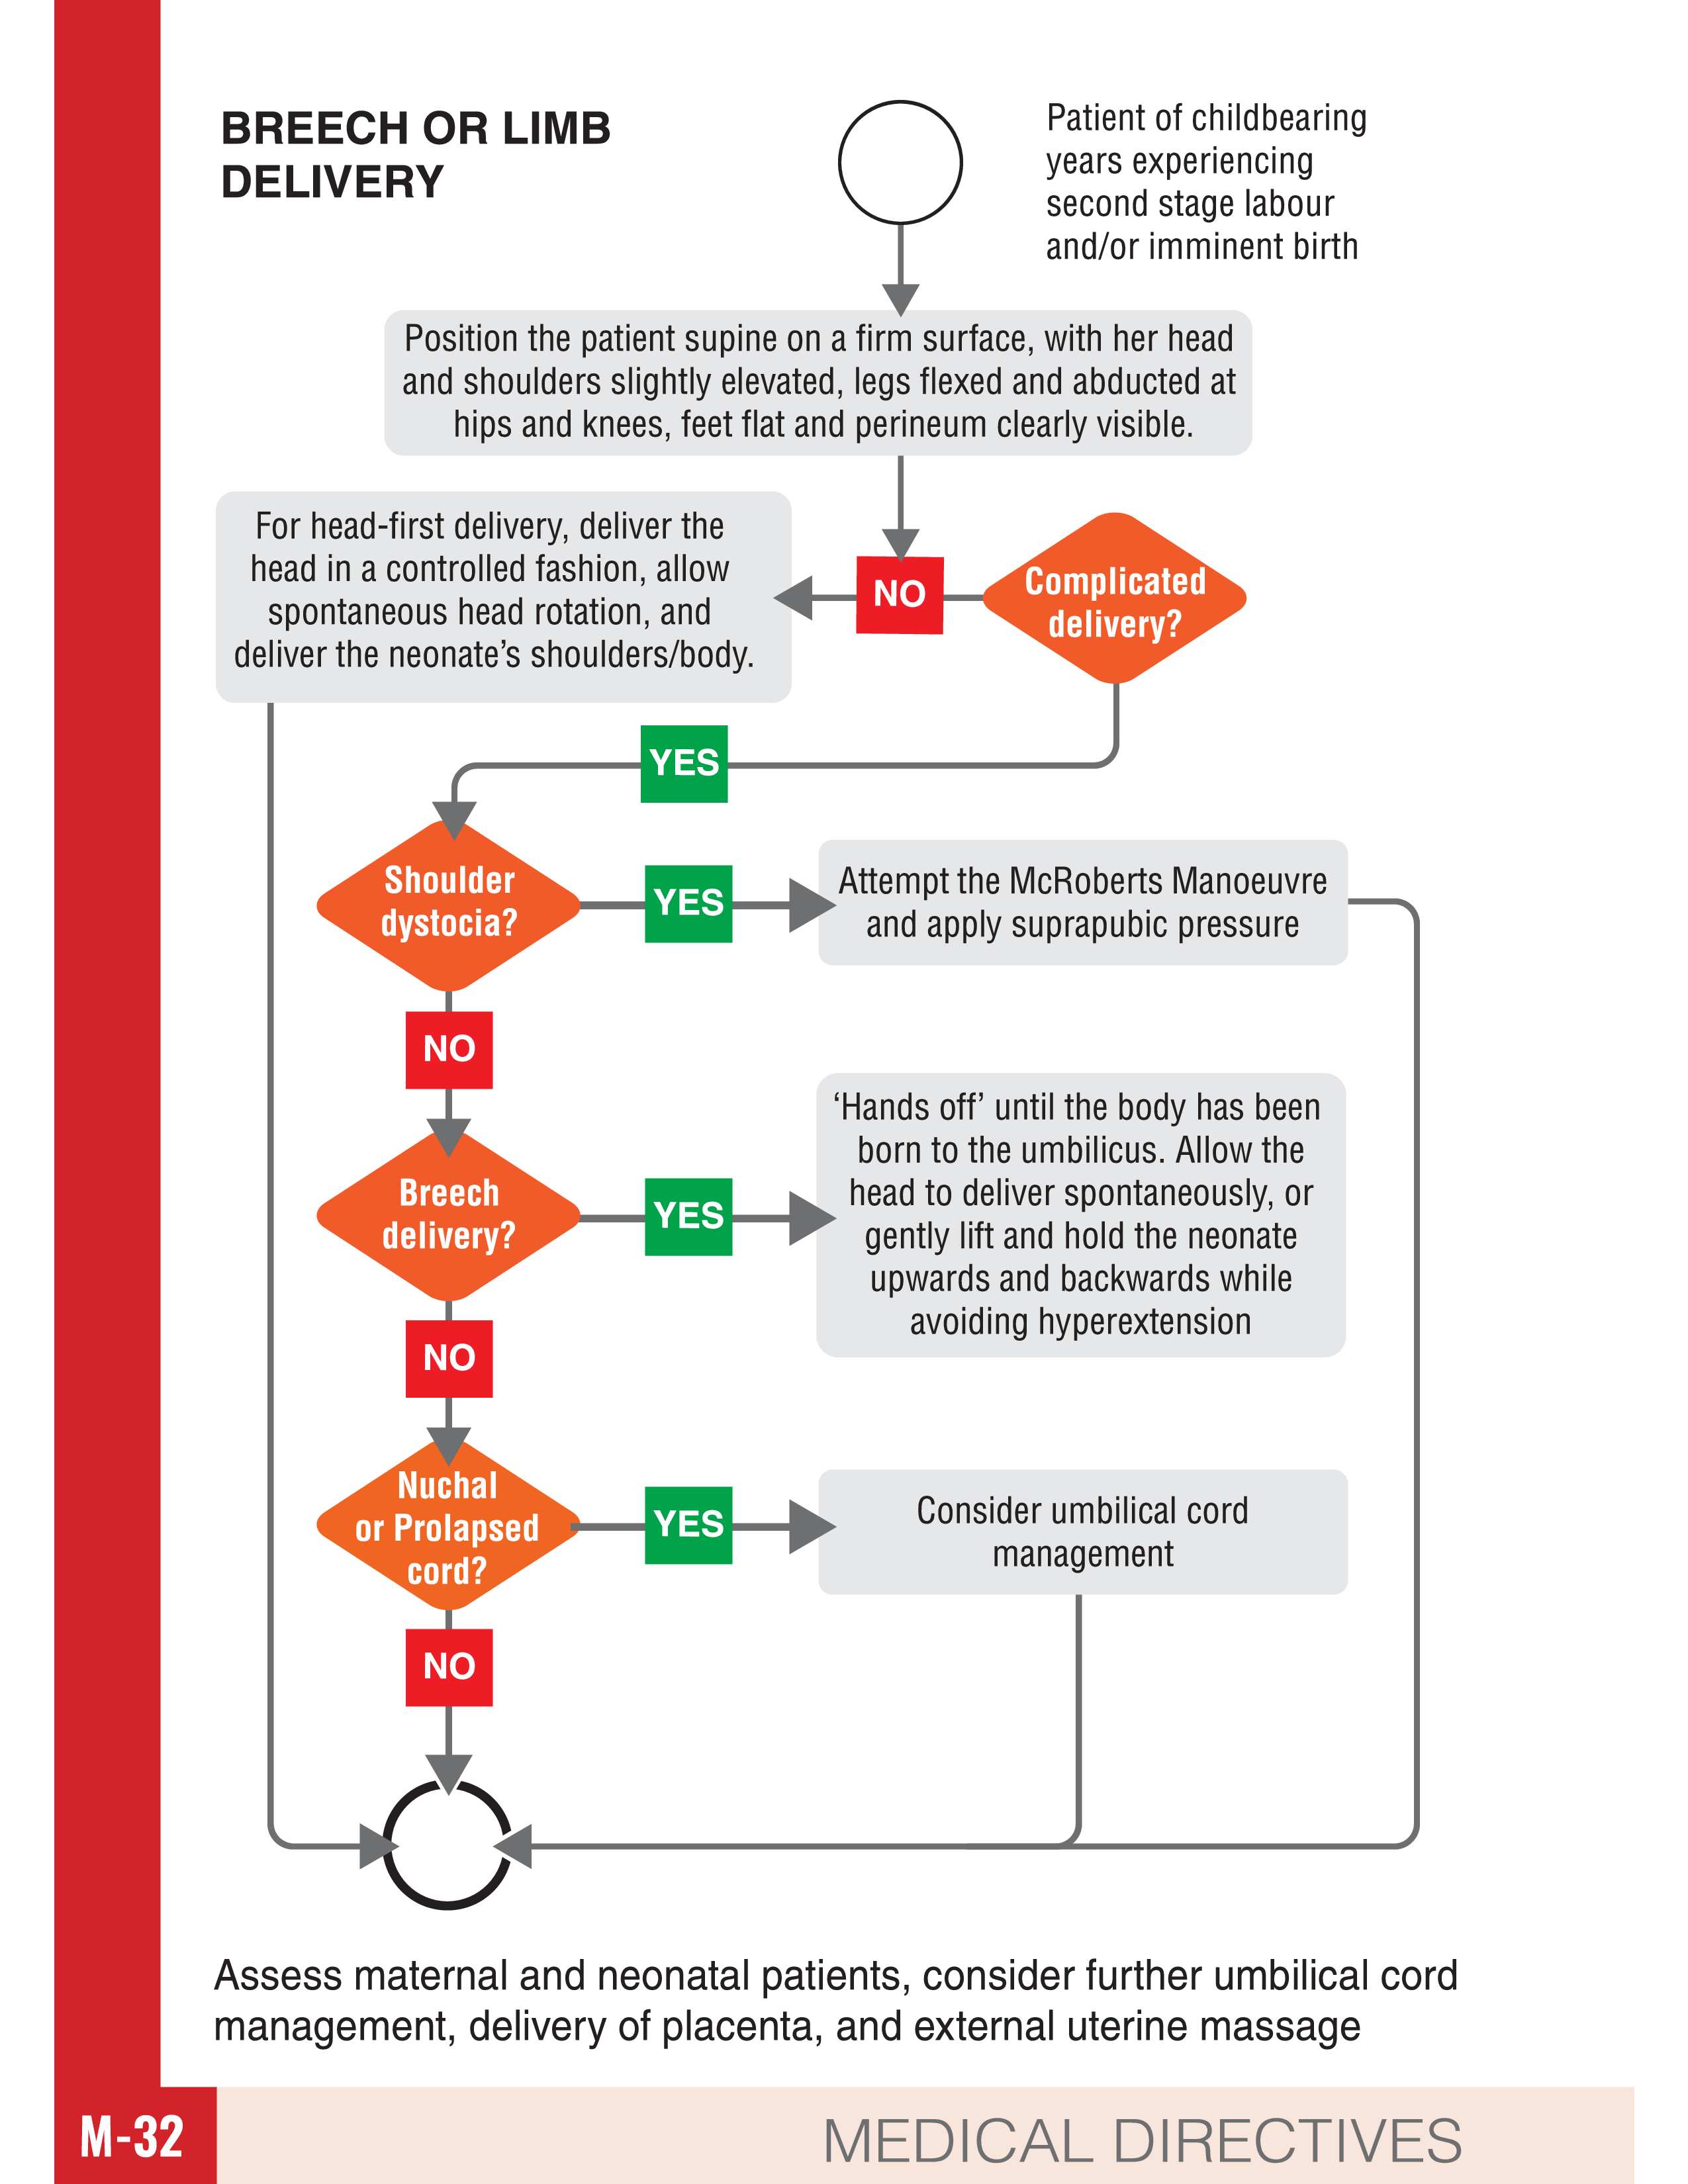 BREECH OR LIMB
DELIVERY
Patient of childbearing
years experiencing
second stage labour
and/or imminent birth
Position the patient supine on a firm surface, with her head
and shoulders slightly elevated, legs flexed and abducted at
hips and knees, feet flat and perineum clearly visible.
For head-first delivery, deliver the
head in a controlled fashion, allow
spontaneous head rotation, and
deliver the neonate’s shoulders/body.
NO
Complicated
delivery?
YES
Shoulder
dystocia?
YES
Attempt the McRoberts Manoeuvre
and apply suprapubic pressure
NO
Breech
delivery?
YES
‘Hands off’ until the body has been
born to the umbilicus. Allow the
head to deliver spontaneously, or
gently lift and hold the neonate
upwards and backwards while
avoiding hyperextension
NO
Nuchal
or Prolapsed
cord?
YES
Consider umbilical cord
management
NO
Assess maternal and neonatal patients, consider further umbilical cord
management, delivery of placenta, and external uterine massage
M-32
MEDICAL DIRECTIVES